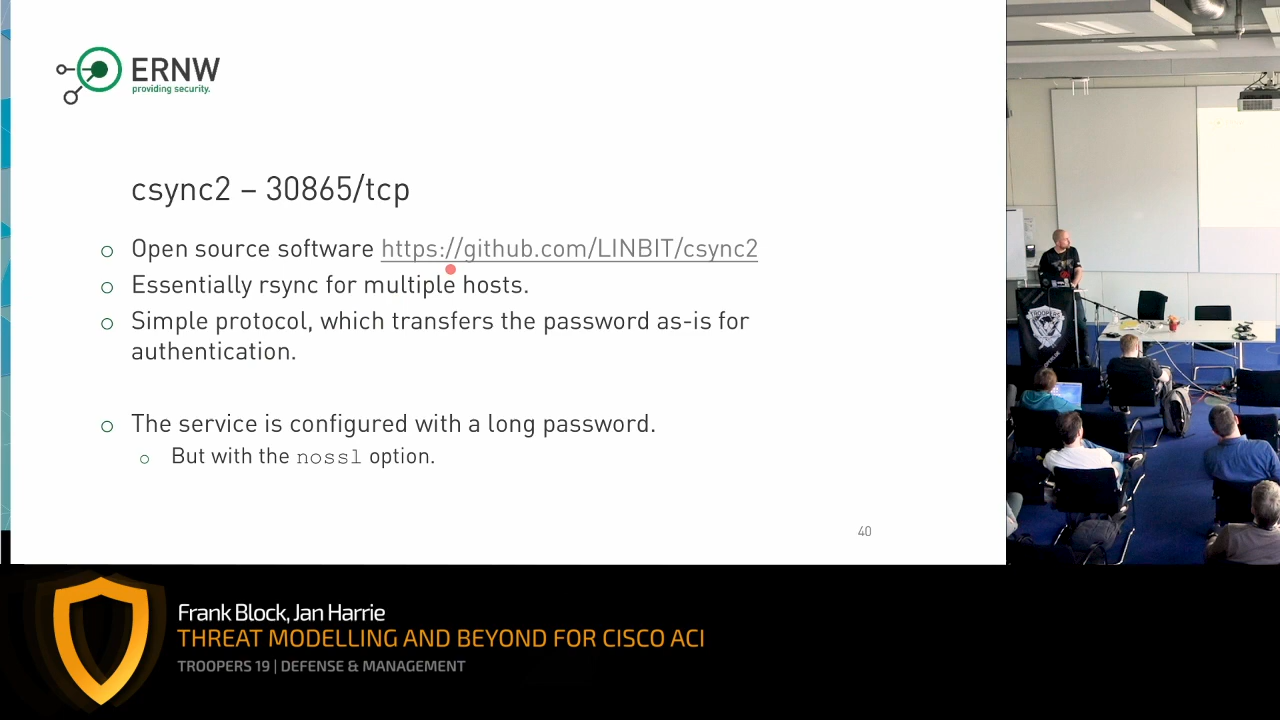 ERNW
providing security.
csync2 – 30865/tcp
Open source software https://github.com/LINBIT/csync2
Essentially rsync for multiple hosts.
Simple protocol, which transfers the password as-is for
authentication.
The service is configured with a long password.
But with the nossl option.
40
TROOPERS
Frank Block, Jan Harrie
THREAT MODELLING AND BEYOND FOR CISCO ACI
TROOPERS 19 | DEFENSE & MANAGEMENT